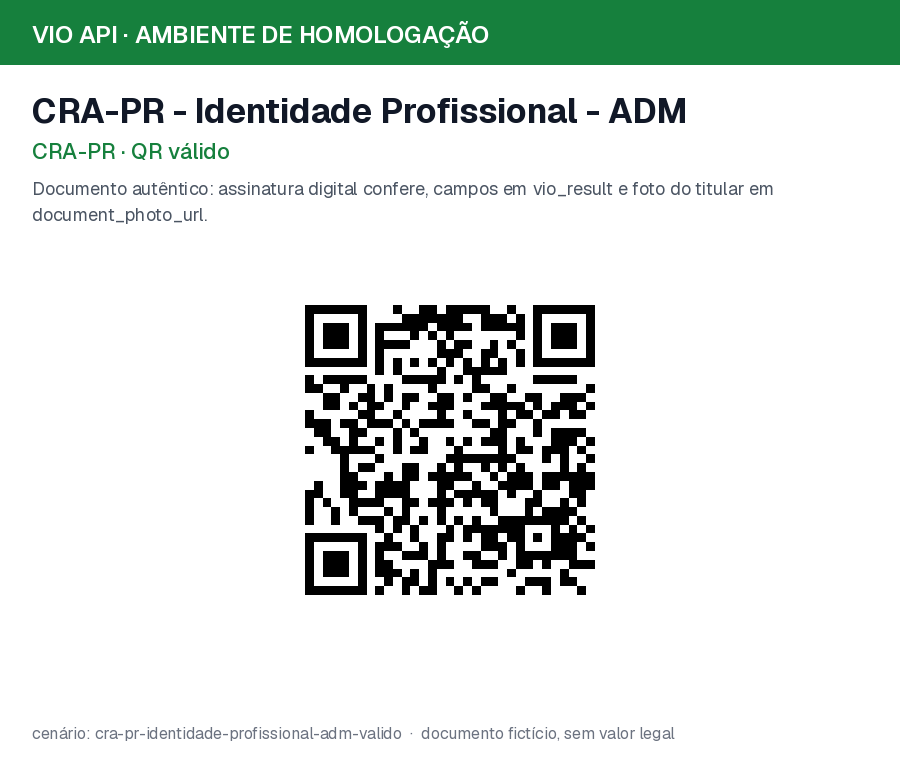 VIO API · AMBIENTE DE HOMOLOGAÇÃO
CRA-PR - Identidade Profissional - ADM
CRA-PR · QR válido
Documento autêntico: assinatura digital confere, campos em vio_result e foto do titular em
document_photo_url.
cenário: cra-pr-identidade-profissional-adm-valido · documento fictício, sem valor legal